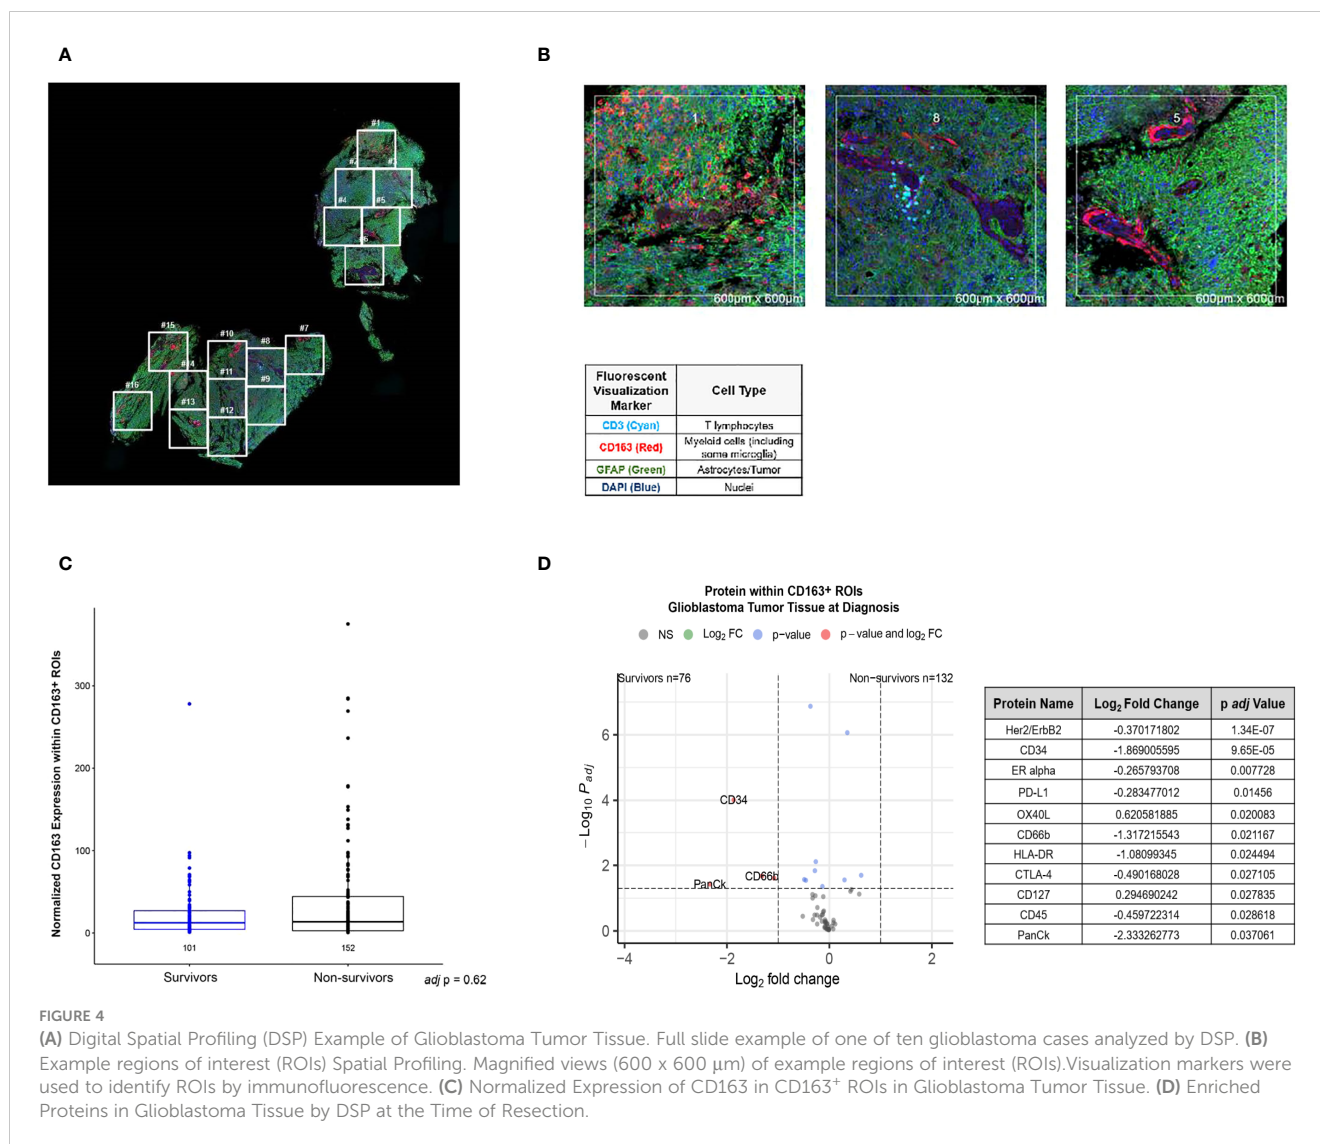 A
#1
#2
#3
#4
#5
#6
#15
#10
#7
#8
#14
#11
#9
#16
#13
#12
B
1
600µm x 600µm
8
600µm x 600µm
5
600µm x 600µm
Fluorescent Visualization Marker
Cell Type
CD3 (Cyan)
T lymphocytes
CD163 (Red)
Myeloid cells (including some microglia)
GFAP (Green)
Astrocytes/Tumor
DAPI (Blue)
Nuclei
C
Normalized CD163 Expression within CD163+ ROIs
300
200
100
0
101
152
Survivors
Non-survivors
adj p = 0.62
D
Protein within CD163+ ROIs
Glioblastoma Tumor Tissue at Diagnosis
NS
Log₂ FC
p−value
p – value and log₂ FC
Survivors n=76
Non−survivors n=132
− Log₁₀ P adj
6
4
2
0
CD34
CD66b
PanCk
−4
−2
0
2
Log₂ fold change
Protein Name Log₂ Fold Change p adj Value
Her2/ErbB2 -0.370171802 1.34E-07
CD34 -1.869005595 9.65E-05
ER alpha -0.265793708 0.007728
PD-L1 -0.283477012 0.01456
OX40L 0.620581885 0.020083
CD66b -1.317215543 0.021167
HLA-DR -1.08099345 0.024494
CTLA-4 -0.490168028 0.027105
CD127 0.294690242 0.027835
CD45 -0.459722314 0.028618
PanCk -2.333262773 0.037061
FIGURE 4
(A) Digital Spatial Profiling (DSP) Example of Glioblastoma Tumor Tissue. Full slide example of one of ten glioblastoma cases analyzed by DSP. (B)
Example regions of interest (ROIs) Spatial Profiling. Magnified views (600 x 600 µm) of example regions of interest (ROIs).Visualization markers were
used to identify ROIs by immunofluorescence. (C) Normalized Expression of CD163 in CD163⁺ ROIs in Glioblastoma Tumor Tissue. (D) Enriched
Proteins in Glioblastoma Tissue by DSP at the Time of Resection.